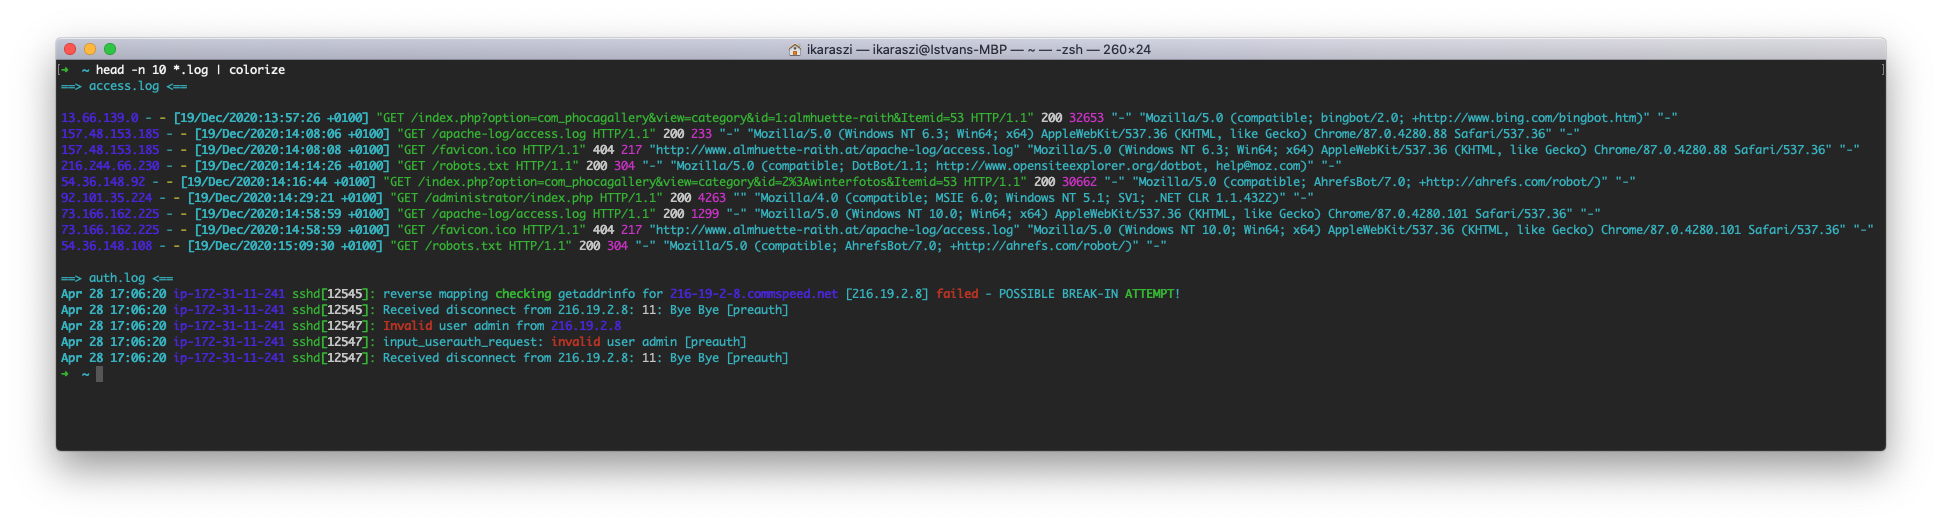 ikaraszi — ikaraszi@Istvans-MBP — ~ — -zsh — 260×24
[➜  ~ head -n 10 *.log | colorize ]
==> access.log <==
13.66.139.0 - - [19/Dec/2020:13:57:26 +0100] "GET /index.php?option=com_phocagallery&view=category&id=1:almhuette-raith&Itemid=53 HTTP/1.1" 200 32653 "-" "Mozilla/5.0 (compatible; bingbot/2.0; +http://www.bing.com/bingbot.htm)" "-"
157.48.153.185 - - [19/Dec/2020:14:08:06 +0100] "GET /apache-log/access.log HTTP/1.1" 200 233 "-" "Mozilla/5.0 (Windows NT 6.3; Win64; x64) AppleWebKit/537.36 (KHTML, like Gecko) Chrome/87.0.4280.88 Safari/537.36" "-"
157.48.153.185 - - [19/Dec/2020:14:08:08 +0100] "GET /favicon.ico HTTP/1.1" 404 217 "http://www.almhuette-raith.at/apache-log/access.log" "Mozilla/5.0 (Windows NT 6.3; Win64; x64) AppleWebKit/537.36 (KHTML, like Gecko) Chrome/87.0.4280.88 Safari/537.36" "-"
216.244.66.230 - - [19/Dec/2020:14:14:26 +0100] "GET /robots.txt HTTP/1.1" 200 304 "-" "Mozilla/5.0 (compatible; DotBot/1.1; http://www.opensiteexplorer.org/dotbot, help@moz.com)" "-"
54.36.148.92 - - [19/Dec/2020:14:16:44 +0100] "GET /index.php?option=com_phocagallery&view=category&id=2%3Awinterfotos&Itemid=53 HTTP/1.1" 200 30662 "-" "Mozilla/5.0 (compatible; AhrefsBot/7.0; +http://ahrefs.com/robot/)" "-"
92.101.35.224 - - [19/Dec/2020:14:29:21 +0100] "GET /administrator/index.php HTTP/1.1" 200 4263 "" "Mozilla/4.0 (compatible; MSIE 6.0; Windows NT 5.1; SV1; .NET CLR 1.1.4322)" "-"
73.166.162.225 - - [19/Dec/2020:14:58:59 +0100] "GET /apache-log/access.log HTTP/1.1" 200 1299 "-" "Mozilla/5.0 (Windows NT 10.0; Win64; x64) AppleWebKit/537.36 (KHTML, like Gecko) Chrome/87.0.4280.101 Safari/537.36" "-"
73.166.162.225 - - [19/Dec/2020:14:58:59 +0100] "GET /favicon.ico HTTP/1.1" 404 217 "http://www.almhuette-raith.at/apache-log/access.log" "Mozilla/5.0 (Windows NT 10.0; Win64; x64) AppleWebKit/537.36 (KHTML, like Gecko) Chrome/87.0.4280.101 Safari/537.36" "-"
54.36.148.108 - - [19/Dec/2020:15:09:30 +0100] "GET /robots.txt HTTP/1.1" 200 304 "-" "Mozilla/5.0 (compatible; AhrefsBot/7.0; +http://ahrefs.com/robot/)" "-"
==> auth.log <==
Apr 28 17:06:20 ip-172-31-11-241 sshd[12545]: reverse mapping checking getaddrinfo for 216-19-2-8.commspeed.net [216.19.2.8] failed - POSSIBLE BREAK-IN ATTEMPT!
Apr 28 17:06:20 ip-172-31-11-241 sshd[12545]: Received disconnect from 216.19.2.8: 11: Bye Bye [preauth]
Apr 28 17:06:20 ip-172-31-11-241 sshd[12547]: Invalid user admin from 216.19.2.8
Apr 28 17:06:20 ip-172-31-11-241 sshd[12547]: input_userauth_request: invalid user admin [preauth]
Apr 28 17:06:20 ip-172-31-11-241 sshd[12547]: Received disconnect from 216.19.2.8: 11: Bye Bye [preauth]
➜  ~